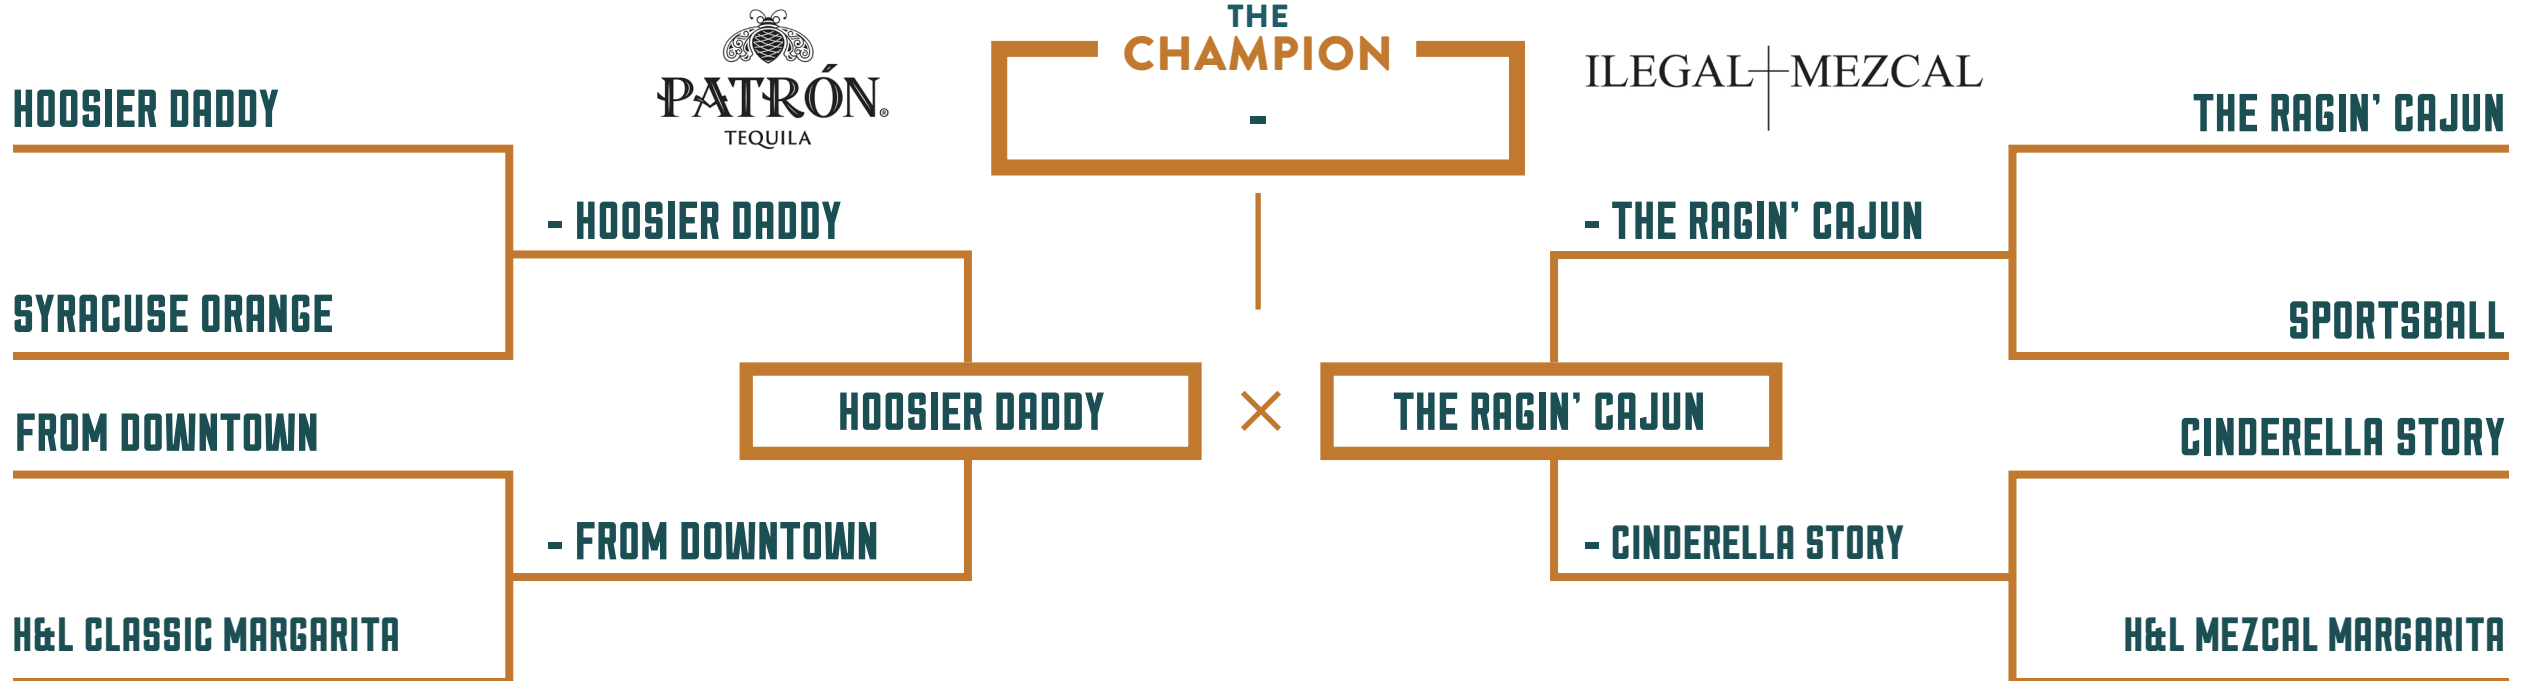 THE
CHAMPION
-
PATRÓN®
TEQUILA
ILEGAL MEZCAL
HOOSIER DADDY
- HOOSIER DADDY
SYRACUSE ORANGE
HOOSIER DADDY
FROM DOWNTOWN
- FROM DOWNTOWN
H&L CLASSIC MARGARITA
THE RAGIN' CAJUN
- THE RAGIN' CAJUN
SPORTSBALL
THE RAGIN' CAJUN
CINDERELLA STORY
- CINDERELLA STORY
H&L MEZCAL MARGARITA